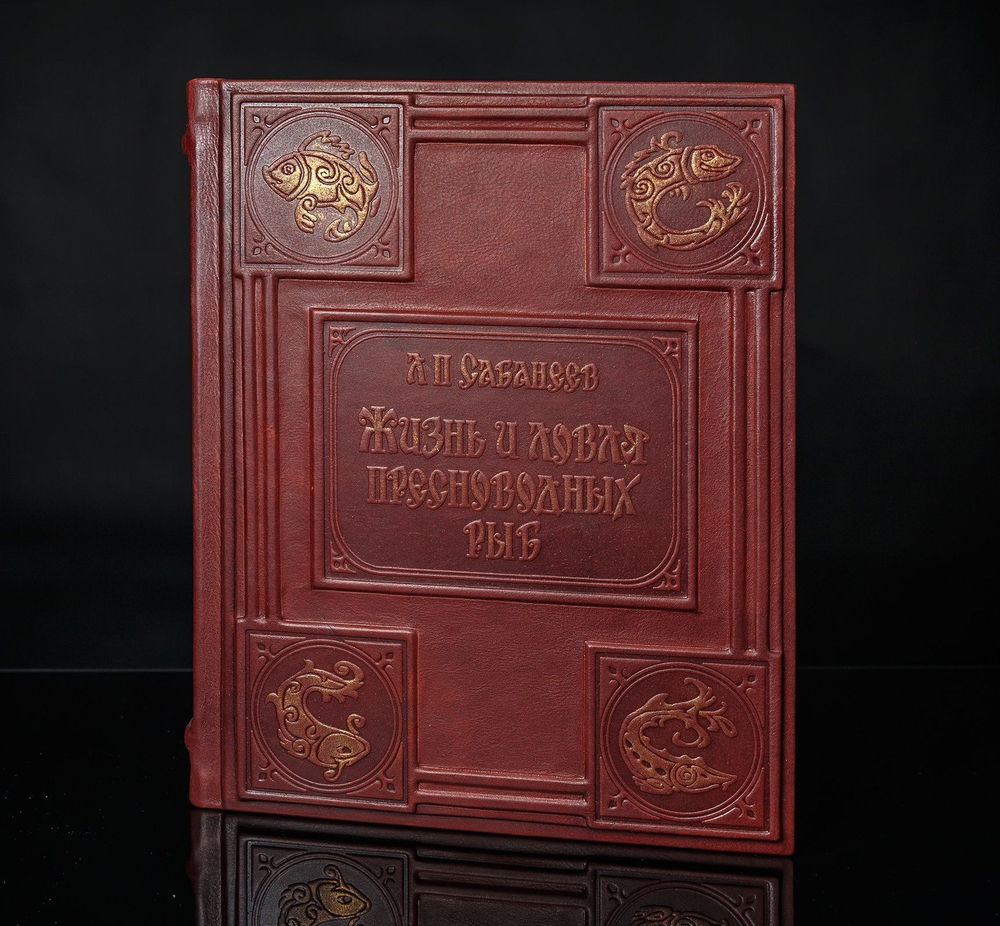 Л П Сабанеев
Жизнь и ловля
пресноводных
рыб